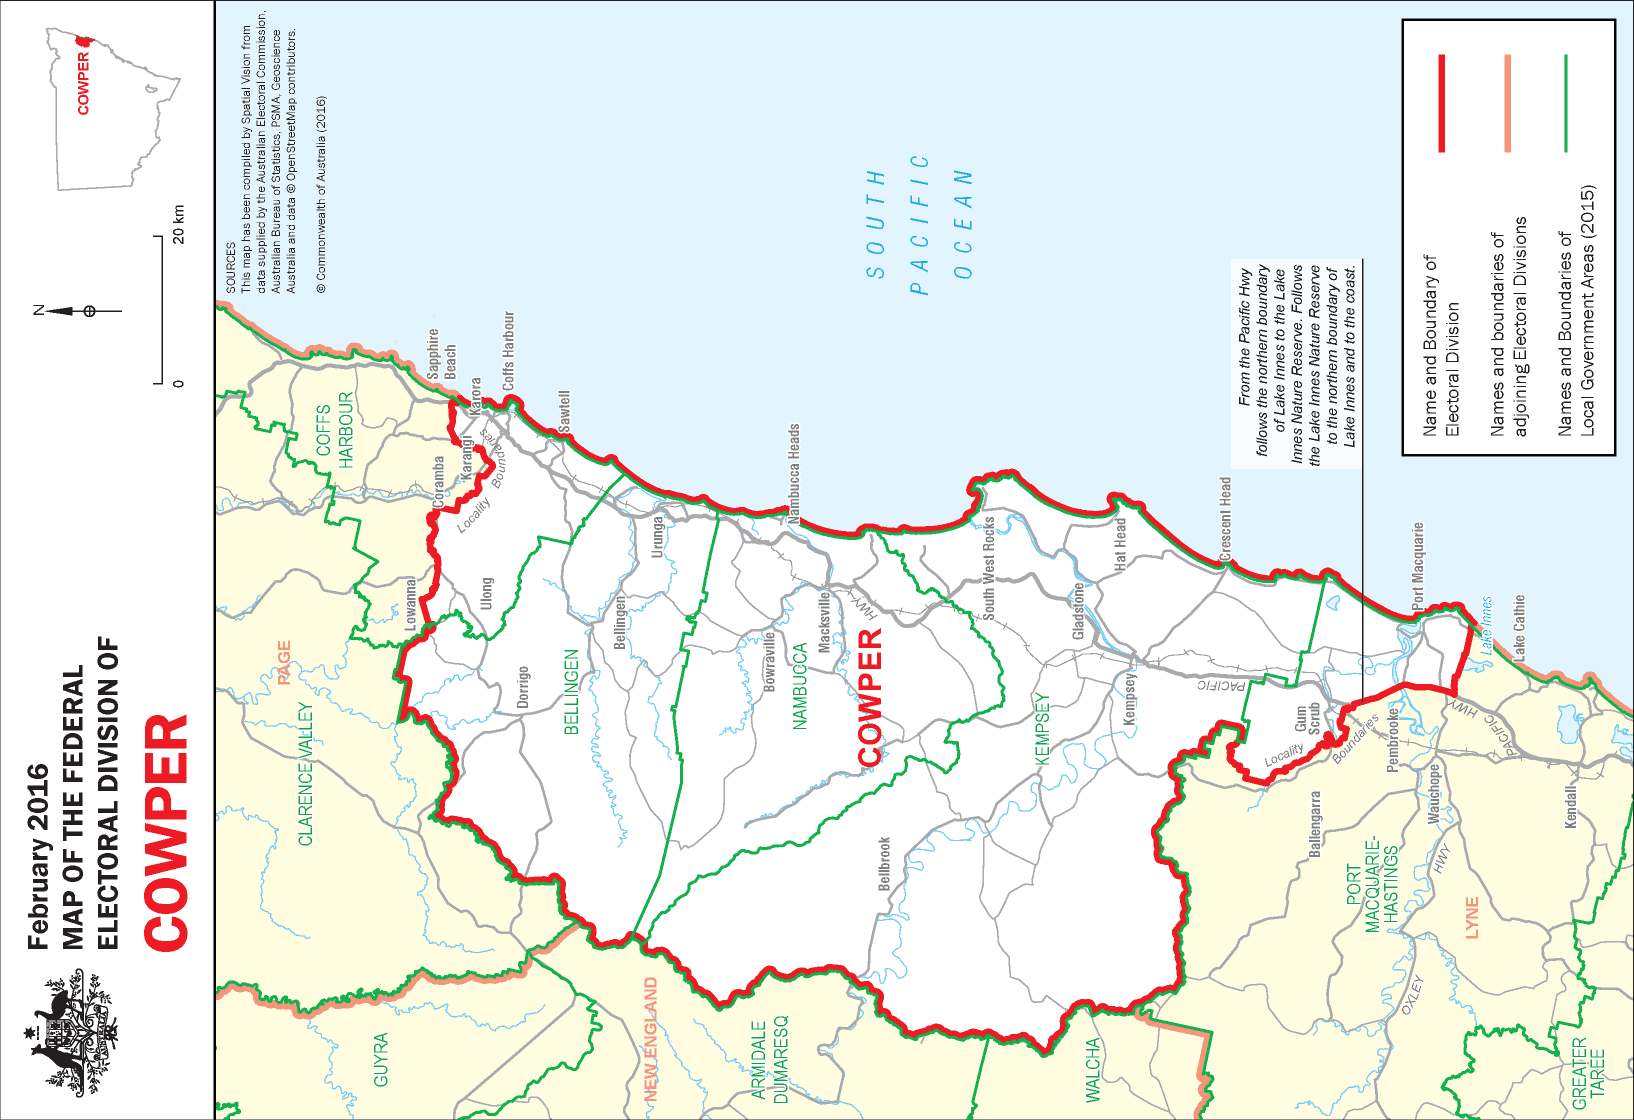 February 2016
MAP OF THE FEDERAL
ELECTORAL DIVISION OF
COWPER
N
0
20 km
COWPER
SOURCES
This map has been compiled by Spatial Vision from
data supplied by the Australian Electoral Commission,
Australian Bureau of Statistics, PSMA, Geoscience
Australia and data © OpenStreetMap contributors.
© Commonwealth of Australia (2016)
SOUTH
PACIFIC
OCEAN
PAGE
CLARENCE VALLEY
COFFS
HARBOUR
GUYRA
NEW ENGLAND
ARMIDALE
DUMARESQ
WALCHA
GREATER
TAREE
LYNE
PORT
MACQUARIE-
HASTINGS
BELLINGEN
NAMBUCCA
KEMPSEY
COWPER
Sapphire
Beach
Karora
Coffs Harbour
Sawtell
Coramba
Karangi
Locality Boundaries
Lowanna
Ulong
Dorrigo
Urunga
Bellingen
Nambucca Heads
Bowraville
Macksville
HWY
South West Rocks
Gladstone
Hat Head
Crescent Head
Kempsey
Bellbrook
PACIFIC
Gum
Scrub
Locality
Boundaries
Pembrooke
Port Macquarie
Lake Innes
Lake Cathie
HWY
PACIFIC
Wauchope
Ballengarra
Kendall
HWY
OXLEY
From the Pacific Hwy
follows the northern boundary
of Lake Innes to the Lake
Innes Nature Reserve. Follows
the Lake Innes Nature Reserve
to the northern boundary of
Lake Innes and to the coast.
Name and Boundary of
Electoral Division
Names and boundaries of
adjoining Electoral Divisions
Names and Boundaries of
Local Government Areas (2015)